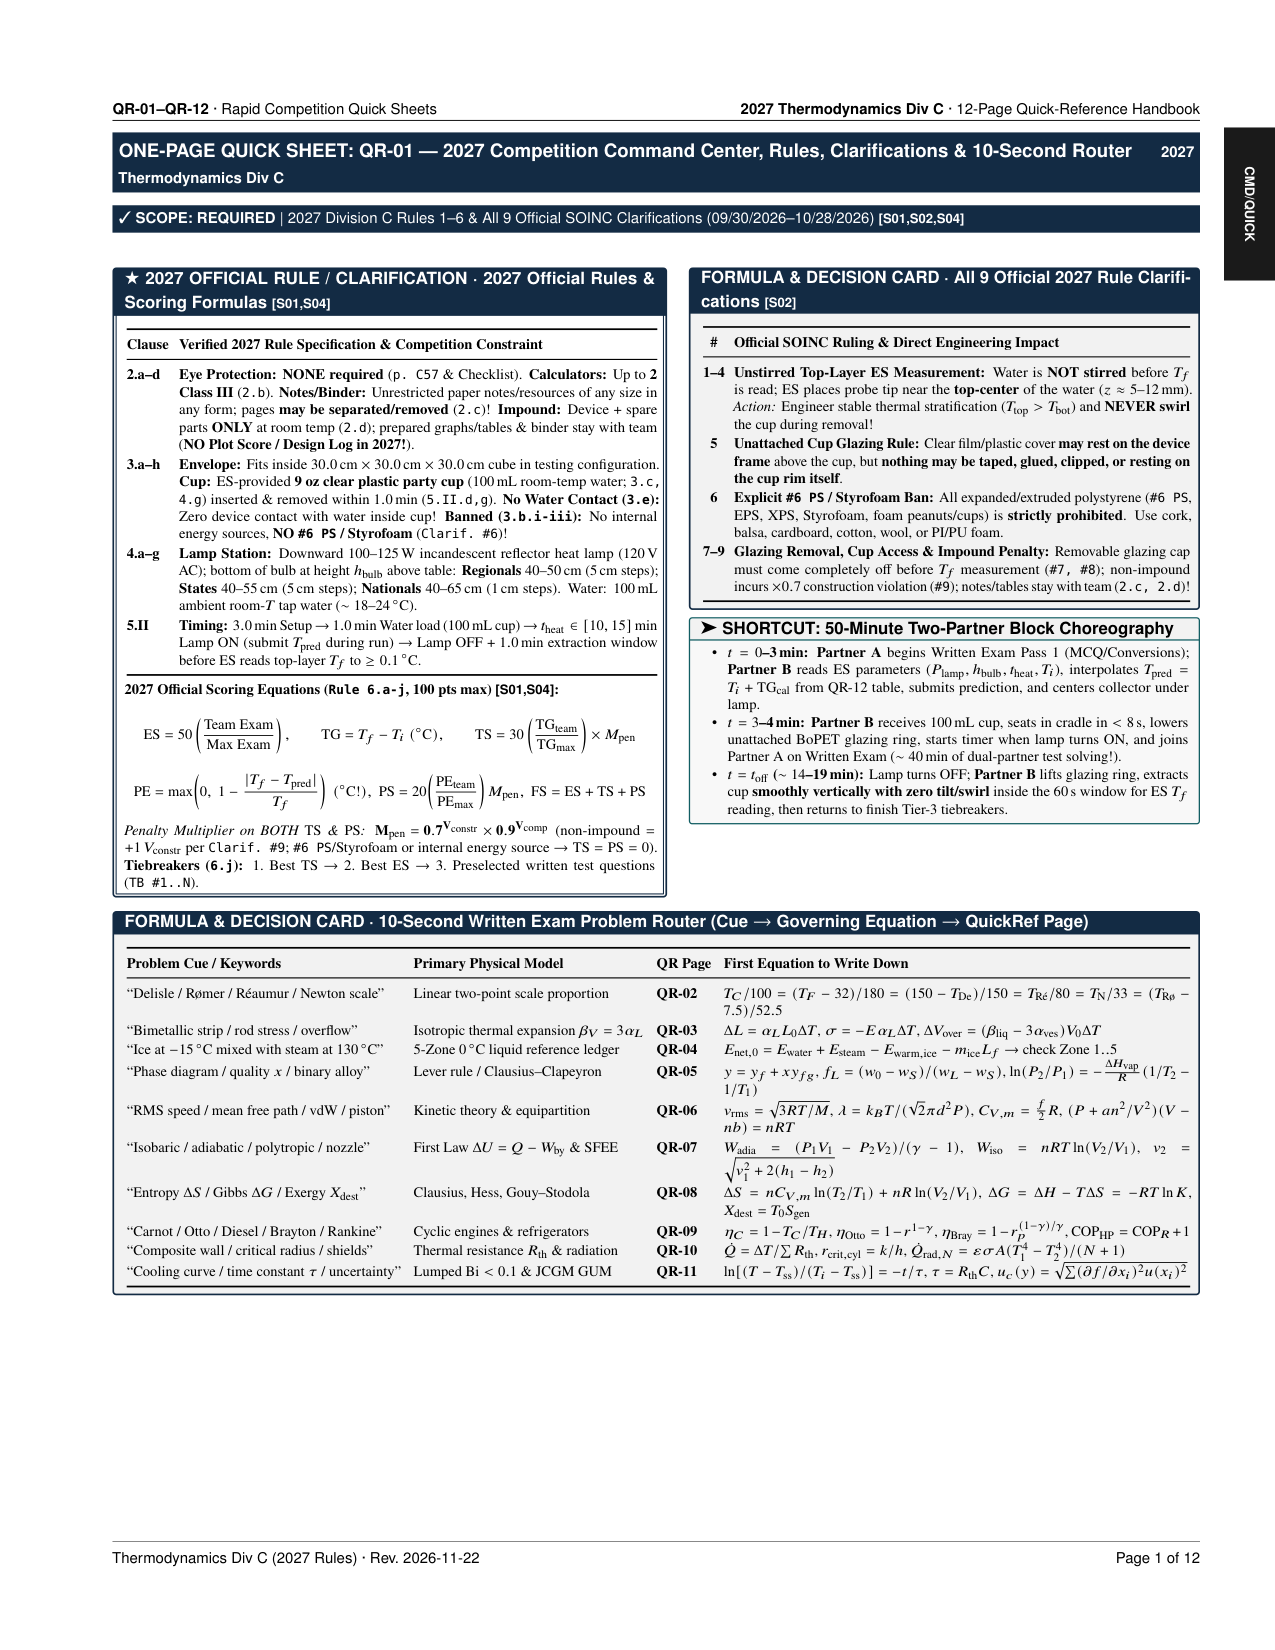 QR-01–QR-12 · Rapid Competition Quick Sheets
2027 Thermodynamics Div C · 12-Page Quick-Reference Handbook
CMD/QUICK
ONE-PAGE QUICK SHEET: QR-01 — 2027 Competition Command Center, Rules, Clarifications & 10-Second Router 2027
Thermodynamics Div C
✓ SCOPE: REQUIRED | 2027 Division C Rules 1–6 & All 9 Official SOINC Clarifications (09/30/2026–10/28/2026) [S01,S02,S04]
★ 2027 OFFICIAL RULE / CLARIFICATION · 2027 Official Rules &
Scoring Formulas [S01,S04]
Clause Verified 2027 Rule Specification & Competition Constraint
2.a–d Eye Protection: NONE required (p. C57 & Checklist). Calculators: Up to 2
Class III (2.b). Notes/Binder: Unrestricted paper notes/resources of any size in
any form; pages may be separated/removed (2.c)! Impound: Device + spare
parts ONLY at room temp (2.d); prepared graphs/tables & binder stay with team
(NO Plot Score / Design Log in 2027!).
3.a–h Envelope: Fits inside 30.0 cm × 30.0 cm × 30.0 cm cube in testing configuration.
Cup: ES-provided 9 oz clear plastic party cup (100 mL room-temp water; 3.c,
4.g) inserted & removed within 1.0 min (5.II.d,g). No Water Contact (3.e):
Zero device contact with water inside cup! Banned (3.b.i-iii): No internal
energy sources, NO #6 PS / Styrofoam (Clarif. #6)!
4.a–g Lamp Station: Downward 100–125 W incandescent reflector heat lamp (120 V
AC); bottom of bulb at height h_bulb above table: Regionals 40–50 cm (5 cm steps);
States 40–55 cm (5 cm steps); Nationals 40–65 cm (1 cm steps). Water: 100 mL
ambient room-T tap water (∼ 18–24 °C).
5.II Timing: 3.0 min Setup → 1.0 min Water load (100 mL cup) → t_heat ∈ [10, 15] min
Lamp ON (submit T_pred during run) → Lamp OFF + 1.0 min extraction window
before ES reads top-layer T_f to ≥ 0.1 °C.
2027 Official Scoring Equations (Rule 6.a-j, 100 pts max) [S01,S04]:
ES = 50 (Team Exam / Max Exam), TG = T_f − T_i (°C), TS = 30 (TG_team / TG_max) × M_pen
PE = max(0, 1 − |T_f − T_pred| / T_f) (°C!), PS = 20 (PE_team / PE_max) M_pen, FS = ES + TS + PS
Penalty Multiplier on BOTH TS & PS: M_pen = 0.7^V_constr × 0.9^V_comp (non-impound =
+1 V_constr per Clarif. #9; #6 PS/Styrofoam or internal energy source → TS = PS = 0).
Tiebreakers (6.j): 1. Best TS → 2. Best ES → 3. Preselected written test questions
(TB #1..N).
FORMULA & DECISION CARD · All 9 Official 2027 Rule Clarifi-
cations [S02]
# Official SOINC Ruling & Direct Engineering Impact
1–4 Unstirred Top-Layer ES Measurement: Water is NOT stirred before T_f
is read; ES places probe tip near the top-center of the water (z ≈ 5–12 mm).
Action: Engineer stable thermal stratification (T_top > T_bot) and NEVER swirl
the cup during removal!
5 Unattached Cup Glazing Rule: Clear film/plastic cover may rest on the device
frame above the cup, but nothing may be taped, glued, clipped, or resting on
the cup rim itself.
6 Explicit #6 PS / Styrofoam Ban: All expanded/extruded polystyrene (#6 PS,
EPS, XPS, Styrofoam, foam peanuts/cups) is strictly prohibited. Use cork,
balsa, cardboard, cotton, wool, or PI/PU foam.
7–9 Glazing Removal, Cup Access & Impound Penalty: Removable glazing cap
must come completely off before T_f measurement (#7, #8); non-impound
incurs ×0.7 construction violation (#9); notes/tables stay with team (2.c, 2.d)!
➤ SHORTCUT: 50-Minute Two-Partner Block Choreography
• t = 0–3 min: Partner A begins Written Exam Pass 1 (MCQ/Conversions);
Partner B reads ES parameters (P_lamp, h_bulb, t_heat, T_i), interpolates T_pred =
T_i + TG_cal from QR-12 table, submits prediction, and centers collector under
lamp.
• t = 3–4 min: Partner B receives 100 mL cup, seats in cradle in < 8 s, lowers
unattached BoPET glazing ring, starts timer when lamp turns ON, and joins
Partner A on Written Exam (∼ 40 min of dual-partner test solving!).
• t = t_off (∼ 14–19 min): Lamp turns OFF; Partner B lifts glazing ring, extracts
cup smoothly vertically with zero tilt/swirl inside the 60 s window for ES T_f
reading, then returns to finish Tier-3 tiebreakers.
FORMULA & DECISION CARD · 10-Second Written Exam Problem Router (Cue → Governing Equation → QuickRef Page)
Problem Cue / Keywords Primary Physical Model QR Page First Equation to Write Down
“Delisle / Rømer / Réaumur / Newton scale” Linear two-point scale proportion QR-02 T_C/100 = (T_F − 32)/180 = (150 − T_De)/150 = T_Ré/80 = T_N/33 = (T_Rø −
7.5)/52.5
“Bimetallic strip / rod stress / overflow” Isotropic thermal expansion β_V = 3α_L QR-03 ΔL = α_L L_0 ΔT, σ = −Eα_L ΔT, ΔV_over = (β_liq − 3α_ves)V_0 ΔT
“Ice at −15 °C mixed with steam at 130 °C” 5-Zone 0 °C liquid reference ledger QR-04 E_net,0 = E_water + E_steam − E_warm,ice − m_ice L_f → check Zone 1..5
“Phase diagram / quality x / binary alloy” Lever rule / Clausius–Clapeyron QR-05 y = y_f + x y_fg, f_L = (w_0 − w_S)/(w_L − w_S), ln(P_2/P_1) = −ΔH_vap/R (1/T_2 −
1/T_1)
“RMS speed / mean free path / vdW / piston” Kinetic theory & equipartition QR-06 v_rms = √(3RT/M), λ = k_B T/(√2πd²P), C_V,m = f/2 R, (P + an²/V²)(V −
nb) = nRT
“Isobaric / adiabatic / polytropic / nozzle” First Law ΔU = Q − W_by & SFEE QR-07 W_adia = (P_1V_1 − P_2V_2)/(γ − 1), W_iso = nRT ln(V_2/V_1), v_2 =
√(v_1² + 2(h_1 − h_2))
“Entropy ΔS / Gibbs ΔG / Exergy X_dest” Clausius, Hess, Gouy–Stodola QR-08 ΔS = nC_V,m ln(T_2/T_1) + nR ln(V_2/V_1), ΔG = ΔH − TΔS = −RT ln K,
X_dest = T_0 S_gen
“Carnot / Otto / Diesel / Brayton / Rankine” Cyclic engines & refrigerators QR-09 η_C = 1 − T_C/T_H, η_Otto = 1 − r^(1−γ), η_Bray = 1 − r_p^((1−γ)/γ), COP_HP = COP_R + 1
“Composite wall / critical radius / shields” Thermal resistance R_th & radiation QR-10 Q̇ = ΔT/∑ R_th, r_crit,cyl = k/h, Q̇_rad,N = εσA(T_1⁴ − T_2⁴)/(N + 1)
“Cooling curve / time constant τ / uncertainty” Lumped Bi < 0.1 & JCGM GUM QR-11 ln[(T − T_ss)/(T_i − T_ss)] = −t/τ, τ = R_th C, u_c(y) = √(∑(∂f/∂x_i)²u(x_i)²)
Thermodynamics Div C (2027 Rules) · Rev. 2026-11-22
Page 1 of 12